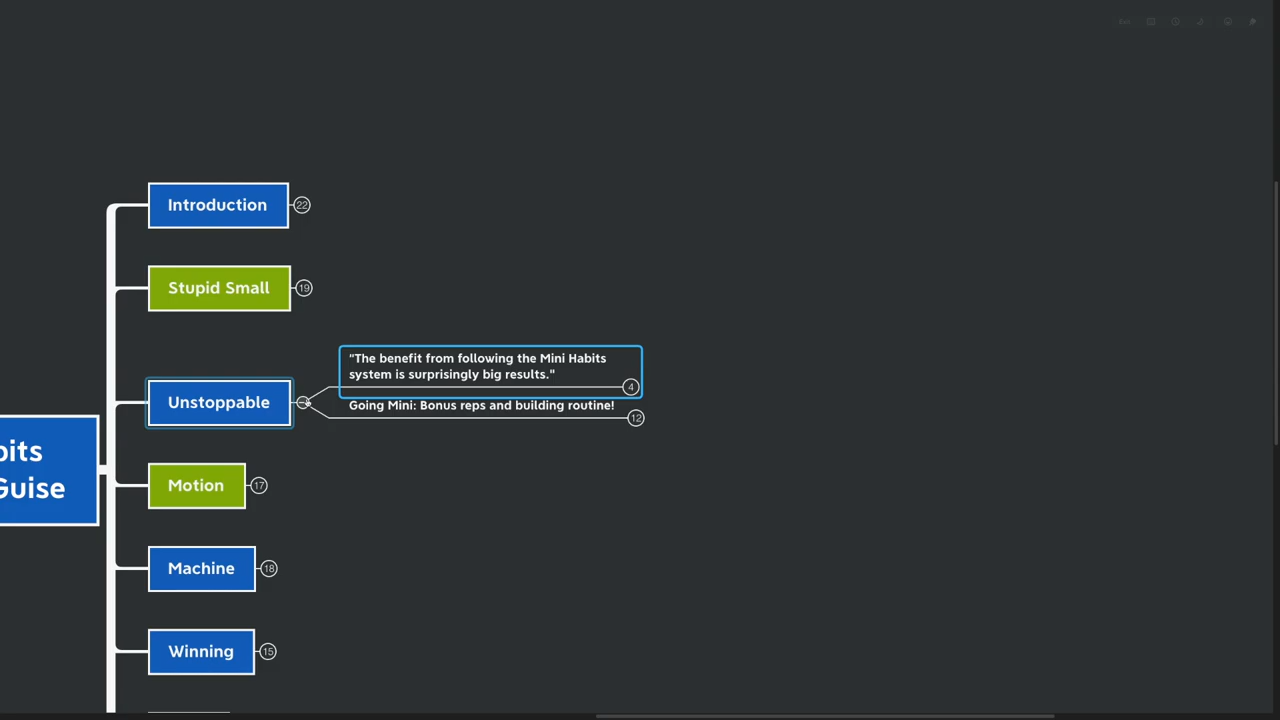 Introduction
22
Stupid Small
19
"The benefit from following the Mini Habits
system is surprisingly big results."
4
Unstoppable
Going Mini: Bonus reps and building routine!
12
bits
Guise
Motion
17
Machine
18
Winning
15